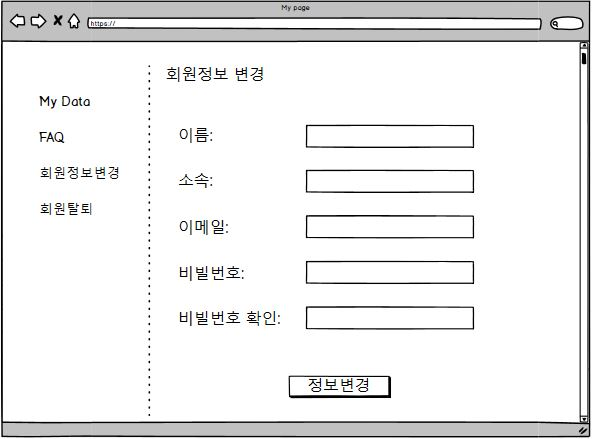 My page
https://
회원정보 변경
My Data
FAQ
회원정보변경
회원탈퇴
이름:
소속:
이메일:
비빌번호:
비빌번호 확인:
정보변경